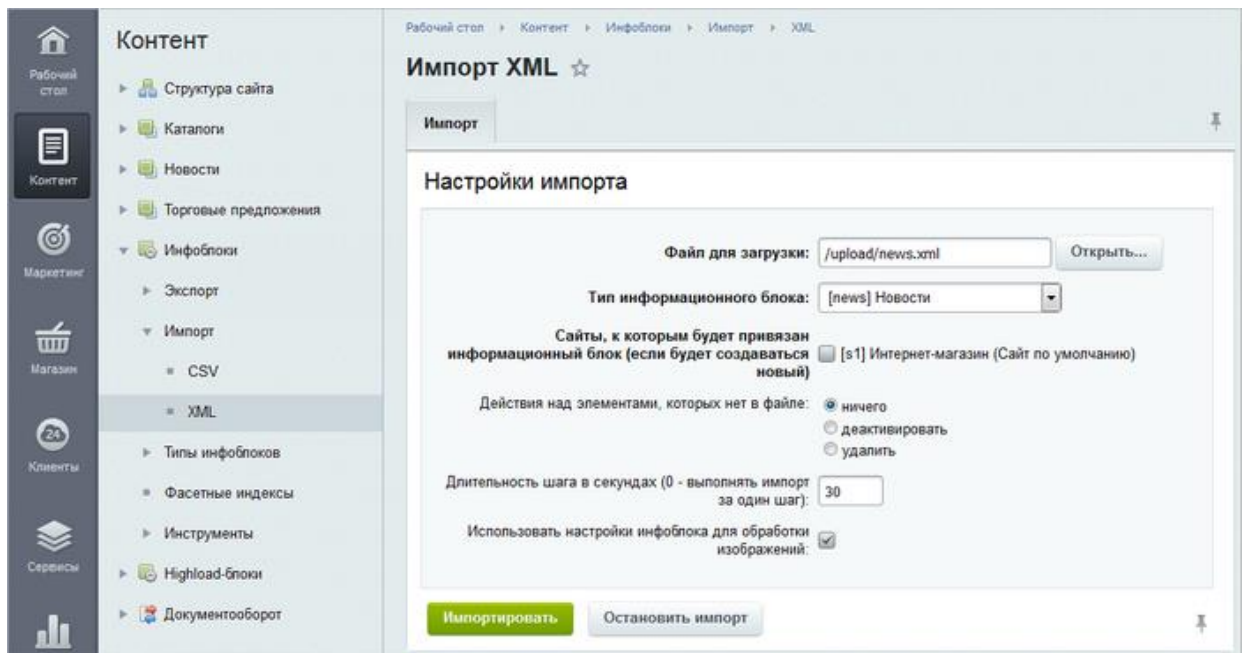 Рабочий стол
Контент
Маркетинг
Магазин
24
Клиенты
Сервисы
Контент
Структура сайта
Каталоги
Новости
Торговые предложения
Инфоблоки
Экспорт
Импорт
CSV
XML
Типы инфоблоков
Фасетные индексы
Инструменты
Highload-блоки
Документооборот
Рабочий стол Контент Инфоблоки Импорт XML
Импорт XML
Импорт
Настройки импорта
Файл для загрузки: /upload/news.xml Открыть...
Тип информационного блока: [news] Новости
Сайты, к которым будет привязан
информационный блок (если будет создаваться [s1] Интернет-магазин (Сайт по умолчанию)
новый)
Действия над элементами, которых нет в файле: ничего
деактивировать
удалить
Длительность шага в секундах (0 - выполнять импорт
за один шаг): 30
Использовать настройки инфоблока для обработки
изображений:
Импортировать Остановить импорт